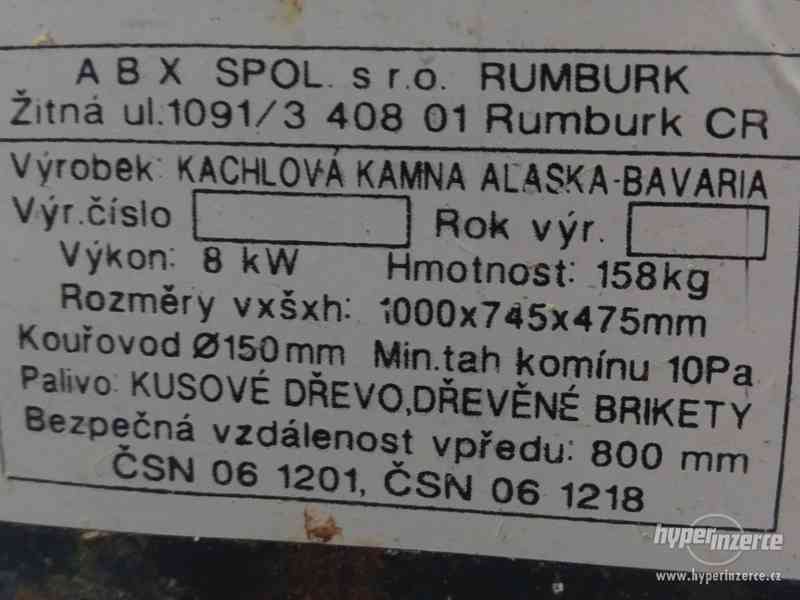 A B X SPOL. s r.o. RUMBURK
Žitná ul.1091/3 408 01 Rumburk CR
Výrobek: KACHLOVÁ KAMNA ALASKA-BAVARIA
Výr.číslo Rok výr.
Výkon: 8 kW Hmotnost: 158kg
Rozměry vxšxh: 1000x745x475mm
Kouřovod Ø150mm Min.tah komínu 10Pa
Palivo: KUSOVÉ DŘEVO,DŘEVĚNÉ BRIKETY
Bezpečná vzdálenost vpředu: 800 mm
ČSN 06 1201, ČSN 06 1218
hyperinzerce
www.hyperinzerce.cz